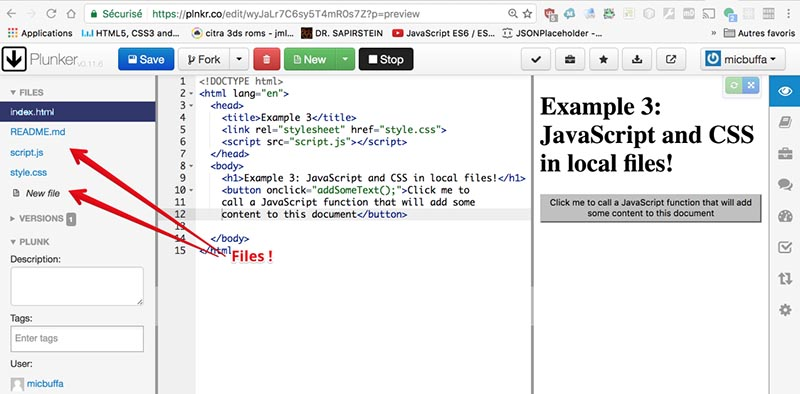 Sécurisé | https://plnkr.co/edit/wyJaLr7C6sy5T4mR0s7Z?p=preview
Applications HTML5, CSS3 and... citra 3ds roms - jml... DR. SAPIRSTEIN JavaScript ES6 / ES... JSONPlaceholder -... » Autres favoris
Plunker v0.11.6 Save Fork New Stop micbuffa
FILES
index.html
README.md
script.js
style.css
New file
VERSIONS 1
PLUNK
Description:
Tags:
Enter tags
User:
micbuffa
1 <!DOCTYPE html>
2 <html lang="en">
3 <head>
4 <title>Example 3</title>
5 <link rel="stylesheet" href="style.css">
6 <script src="script.js"></script>
7 </head>
8 <body>
9 <h1>Example 3: JavaScript and CSS in local files!</h1>
10 <button onclick="addSomeText();">Click me to
11 call a JavaScript function that will add some
12 content to this document</button>
13
14 </body>
15 </html>
Files !
Example 3:
JavaScript and CSS
in local files!
Click me to call a JavaScript function that will add
some content to this document